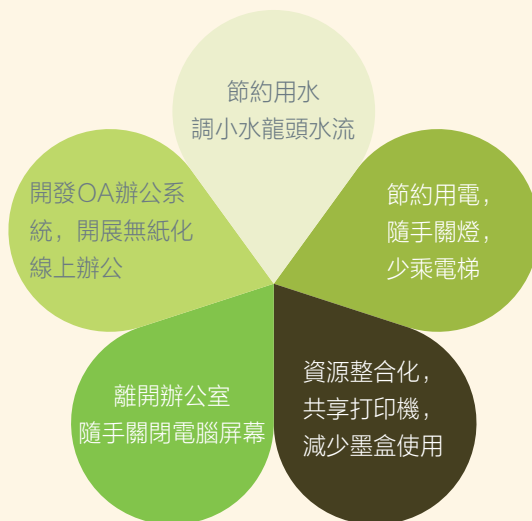 節約用水
調小水龍頭水流
節約用電，
隨手關燈，
少乘電梯
資源整合化，
共享打印機，
減少墨盒使用
離開辦公室
隨手關閉電腦屏幕
開發OA辦公系
統，開展無紙化
線上辦公